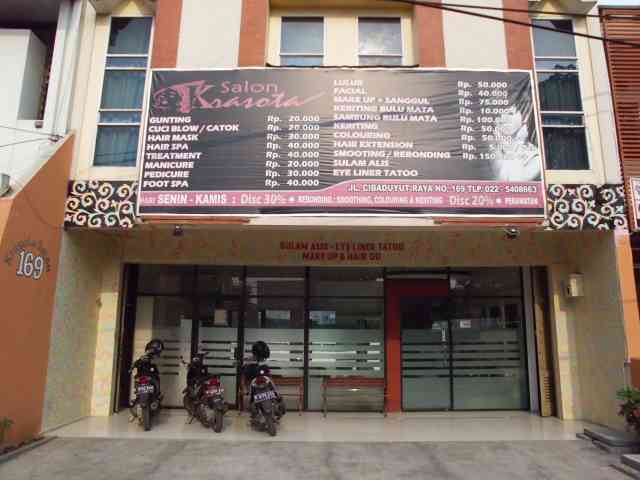 Salon
Krasota
GUNTING Rp. 20.000
CUCI BLOW / CATOK Rp. 20.000
HAIR MASK Rp. 30.000
HAIR SPA Rp. 40.000
TREATMENT Rp. 40.000
MANICURE Rp. 20.000
PEDICURE Rp. 30.000
FOOT SPA Rp. 40.000
LULUR Rp. 50.000
FACIAL Rp. 40.000
MAKE UP + SANGGUL Rp. 75.000
KERITING BULU MATA Rp. 10.000
SAMBUNG BULU MATA Rp. 100.000
KERITING Rp. 50.000
COLOURING Rp. 50.000
HAIR EXTENSION Rp.
SMOOTING / REBONDING Rp.
SULAM ALIS
EYE LINER TATOO
JL. CIBADUYUT RAYA NO. 169 TLP.022 - 5408663
HARI SENIN - KAMIS : Disc 30% REBONDING, SMOOTHING, COLOURING & KERITING Disc 20% PERAWATAN
SULAM ALIS - EYE LINER TATOO
MAKE UP & HAIR DO
169